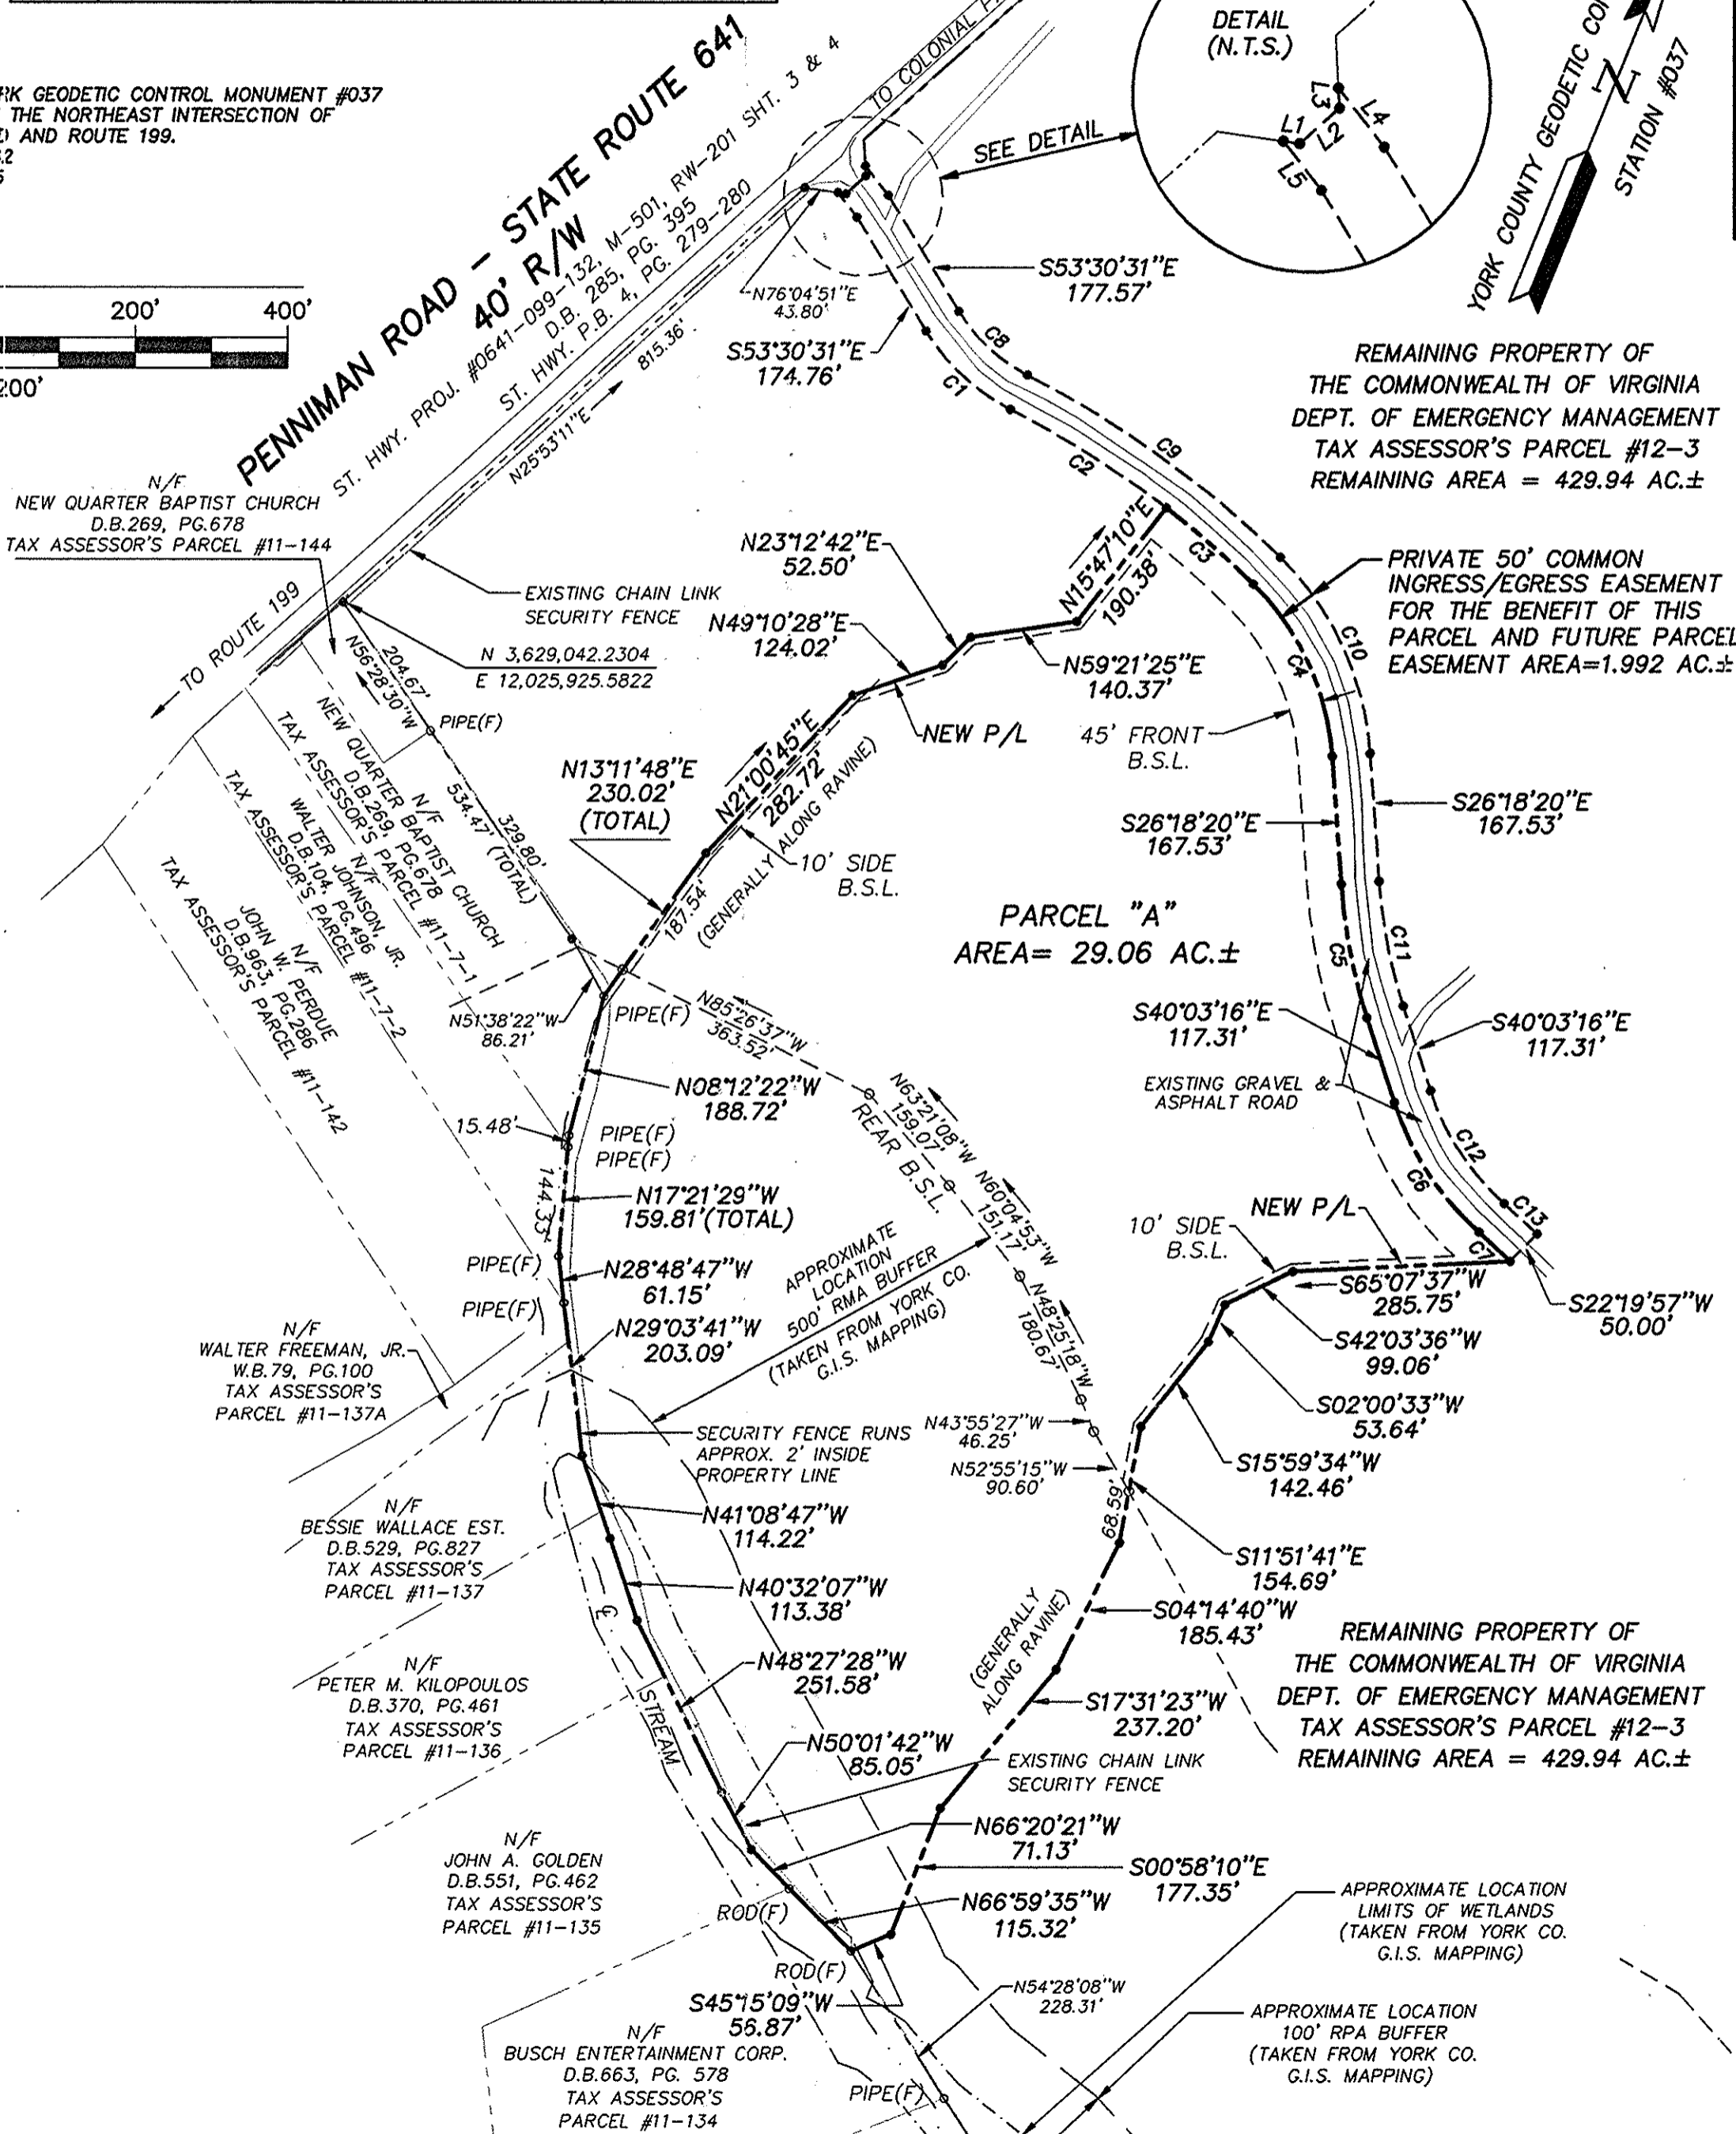 RK GEODETIC CONTROL MONUMENT #037
THE NORTHEAST INTERSECTION OF
AND ROUTE 199.
200'
400'
200'
PENNIMAN ROAD – STATE ROUTE 641
40' R/W
ST. HWY. PROJ. #0641-099-132, M-501, RW-201 SHT. 3 & 4
D.B. 285, PG. 395
ST. HWY. P.B. 4, PG. 279-280
TO COLONIAL
DETAIL
(N.T.S.)
L1
L2
L3
L4
L5
SEE DETAIL
YORK COUNTY GEODETIC
STATION #037
N
N76°04'51"E
43.80'
S53°30'31"E
177.57'
S53°30'31"E
174.76'
815.36'
N25°53'11"E
C8
C1
C2
C9
REMAINING PROPERTY OF
THE COMMONWEALTH OF VIRGINIA
DEPT. OF EMERGENCY MANAGEMENT
TAX ASSESSOR'S PARCEL #12-3
REMAINING AREA = 429.94 AC.±
N/F
NEW QUARTER BAPTIST CHURCH
D.B.269, PG.678
TAX ASSESSOR'S PARCEL #11-144
TO ROUTE 199
EXISTING CHAIN LINK
SECURITY FENCE
N 3,629,042.2304
E 12,025,925.5822
204.67'
N56°28'30"W
PIPE(F)
N23°12'42"E
52.50'
N49°10'28"E
124.02'
N15°47'10"E
190.38'
N59°21'25"E
140.37'
NEW P/L
C3
C4
C10
PRIVATE 50' COMMON
INGRESS/EGRESS EASEMENT
FOR THE BENEFIT OF THIS
PARCEL AND FUTURE PARCEL
EASEMENT AREA=1.992 AC.±
45' FRONT
B.S.L.
N13°11'48"E
230.02'
(TOTAL)
N21°00'45"E
282.72'
(GENERALLY ALONG RAVINE)
187.54'
10' SIDE
B.S.L.
S26°18'20"E
167.53'
S26°18'20"E
167.53'
N/F
NEW QUARTER BAPTIST CHURCH
D.B.269, PG.678
TAX ASSESSOR'S PARCEL #11-7-1
329.80'
534.47' (TOTAL)
N/F
WALTER JOHNSON, JR.
D.B.104, PG.496
TAX ASSESSOR'S PARCEL #11-7-2
N/F
JOHN W. PERDUE
D.B.963, PG.286
TAX ASSESSOR'S PARCEL #11-142
PARCEL "A"
AREA= 29.06 AC.±
C5
C11
N51°38'22"W
86.21'
PIPE(F)
N85°26'37"W
363.52'
S40°03'16"E
117.31'
S40°03'16"E
117.31'
N08°12'22"W
188.72'
EXISTING GRAVEL &
ASPHALT ROAD
N63°21'08"W
159.07'
REAR B.S.L.
15.48'
PIPE(F)
PIPE(F)
144.33'
N17°21'29"W
159.81'(TOTAL)
N60°04'53"W
151.17'
C12
C6
C13
C7
NEW P/L
10' SIDE
B.S.L.
APPROXIMATE
LOCATION
500' RMA BUFFER
(TAKEN FROM YORK CO.
G.I.S. MAPPING)
PIPE(F)
N28°48'47"W
61.15'
PIPE(F)
N29°03'41"W
203.09'
N48°25'18"W
180.67'
S65°07'37"W
285.75'
S22°19'57"W
50.00'
S42°03'36"W
99.06'
S02°00'33"W
53.64'
N/F
WALTER FREEMAN, JR.
W.B.79, PG.100
TAX ASSESSOR'S
PARCEL #11-137A
SECURITY FENCE RUNS
APPROX. 2' INSIDE
PROPERTY LINE
N43°55'27"W
46.25'
N52°55'15"W
90.60'
S15°59'34"W
142.46'
68.59'
N/F
BESSIE WALLACE EST.
D.B.529, PG.827
TAX ASSESSOR'S
PARCEL #11-137
N41°08'47"W
114.22'
S11°51'41"E
154.69'
N40°32'07"W
113.38'
S04°14'40"W
185.43'
(GENERALLY
ALONG RAVINE)
REMAINING PROPERTY OF
THE COMMONWEALTH OF VIRGINIA
DEPT. OF EMERGENCY MANAGEMENT
TAX ASSESSOR'S PARCEL #12-3
REMAINING AREA = 429.94 AC.±
N/F
PETER M. KILOPOULOS
D.B.370, PG.461
TAX ASSESSOR'S
PARCEL #11-136
STREAM
N48°27'28"W
251.58'
S17°31'23"W
237.20'
N50°01'42"W
85.05'
EXISTING CHAIN LINK
SECURITY FENCE
N66°20'21"W
71.13'
S00°58'10"E
177.35'
N/F
JOHN A. GOLDEN
D.B.551, PG.462
TAX ASSESSOR'S
PARCEL #11-135
ROD(F)
N66°59'35"W
115.32'
APPROXIMATE LOCATION
LIMITS OF WETLANDS
(TAKEN FROM YORK CO.
G.I.S. MAPPING)
ROD(F)
S45°15'09"W
56.87'
N54°28'08"W
228.31'
APPROXIMATE LOCATION
100' RPA BUFFER
(TAKEN FROM YORK CO.
G.I.S. MAPPING)
N/F
BUSCH ENTERTAINMENT CORP.
D.B.663, PG. 578
TAX ASSESSOR'S
PARCEL #11-134
PIPE(F)